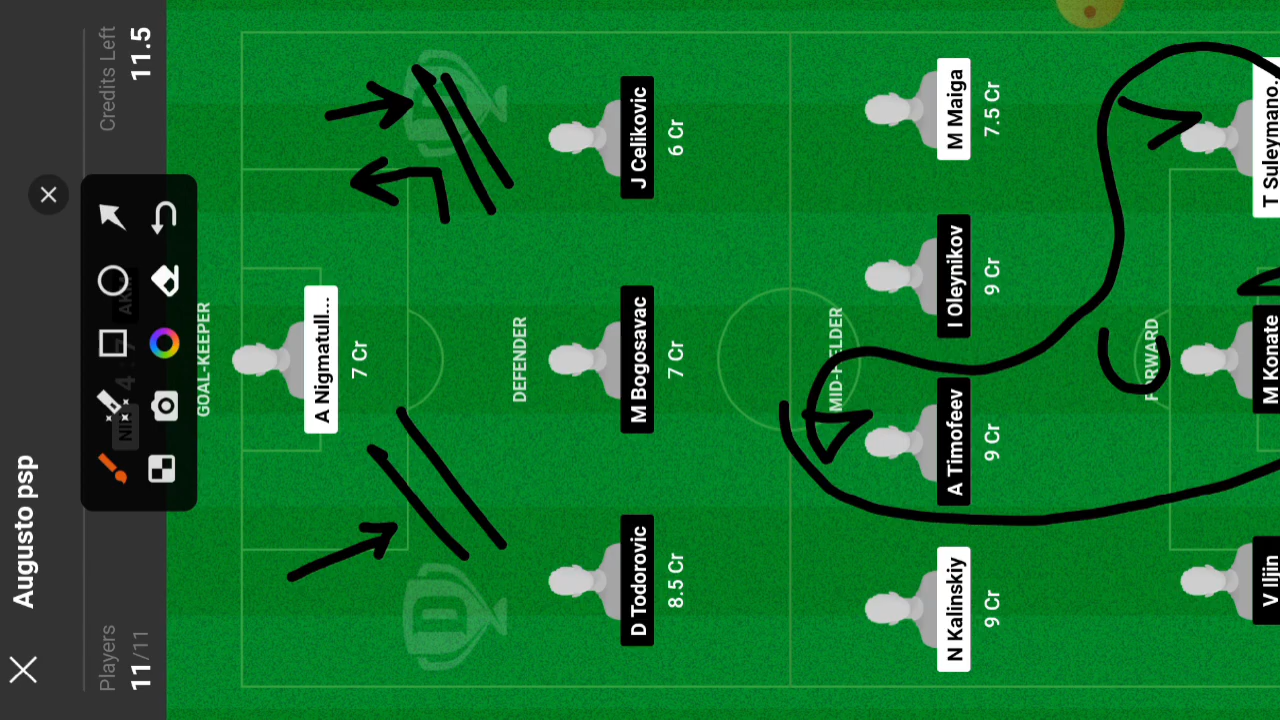 Augusto psp
Players Credits Left
11/11 11.5
GOAL-KEEPER
A Nigmatull...
7 Cr
DEFENDER
D Todorovic M Bogosavac J Celikovic
8.5 Cr 7 Cr 6 Cr
MID-FIELDER
N Kalinskiy A Timofeev I Oleynikov M Maiga
9 Cr 9 Cr 9 Cr 7.5 Cr
FORWARD
V Iljin M Konate T Suleymano...